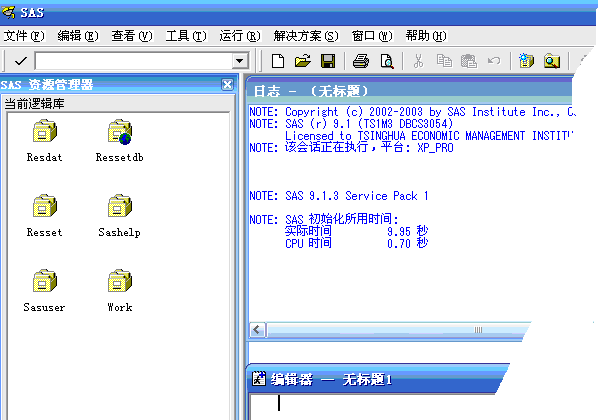 SAS
文件(F) 编辑(E) 查看(V) 工具(T) 运行(R) 解决方案(S) 窗口(W) 帮助(H)
SAS 资源管理器
当前逻辑库
Resdat Ressetdb
Resset Sashelp
Sasuser Work
日志 - (无标题)
NOTE: Copyright (c) 2002-2003 by SAS Institute Inc.,
NOTE: SAS (r) 9.1 (TS1M3 DBCS3054)
Licensed to TSINGHUA ECONOMIC MANAGEMENT
NOTE: 该会话正在执行,平台: XP_PRO
NOTE: SAS 9.1.3 Service Pack 1
NOTE: SAS 初始化所用时间:
实际时间 9.95 秒
CPU 时间 0.70 秒
编辑器 — 无标题1